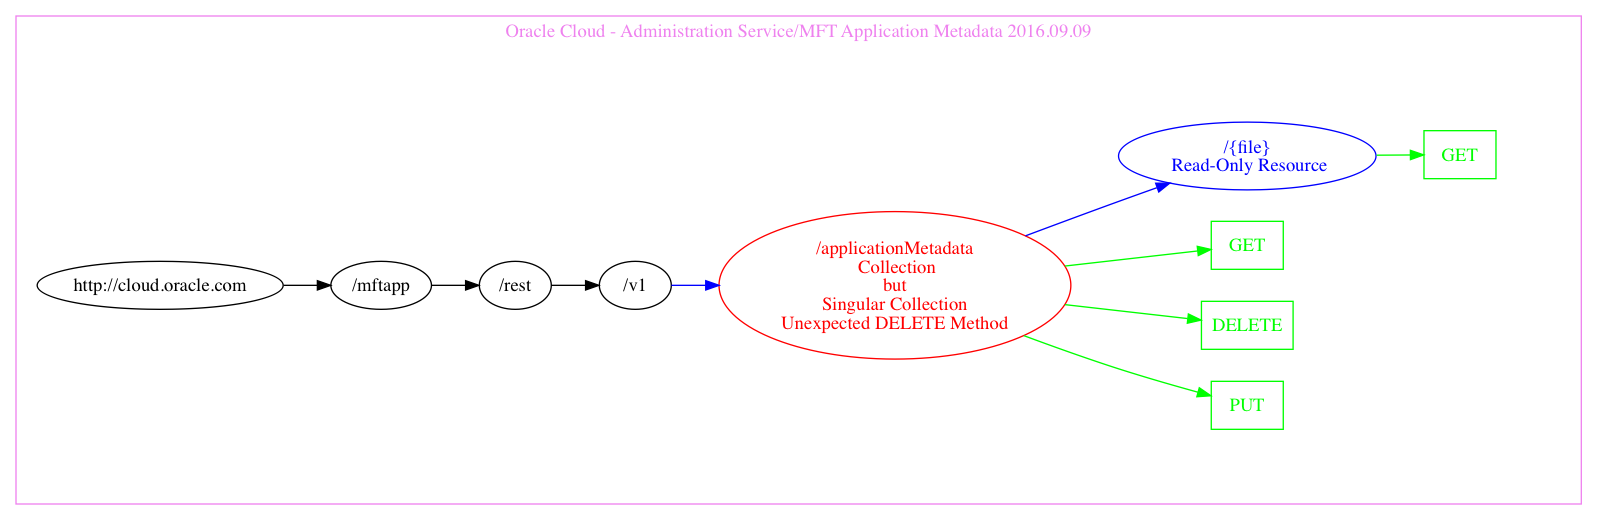 Oracle Cloud - Administration Service/MFT Application Metadata 2016.09.09
http://cloud.oracle.com
/mftapp
/rest
/v1
/applicationMetadata
Collection
but
Singular Collection
Unexpected DELETE Method
/{file}
Read-Only Resource
GET
GET
DELETE
PUT